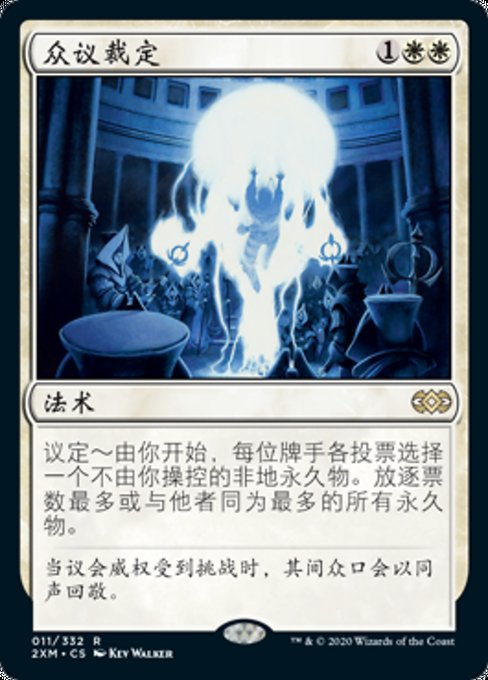 众议裁定 1
法术
议定～由你开始，每位牌手各投票选择
一个不由你操控的非地永久物。放逐票
数最多或与他者同为最多的所有永久
物。
当议会威权受到挑战时，其间众口会以同
声回敬。
011/332 R
2XM • CS Kev Walker
™ & © 2020 Wizards of the Coast